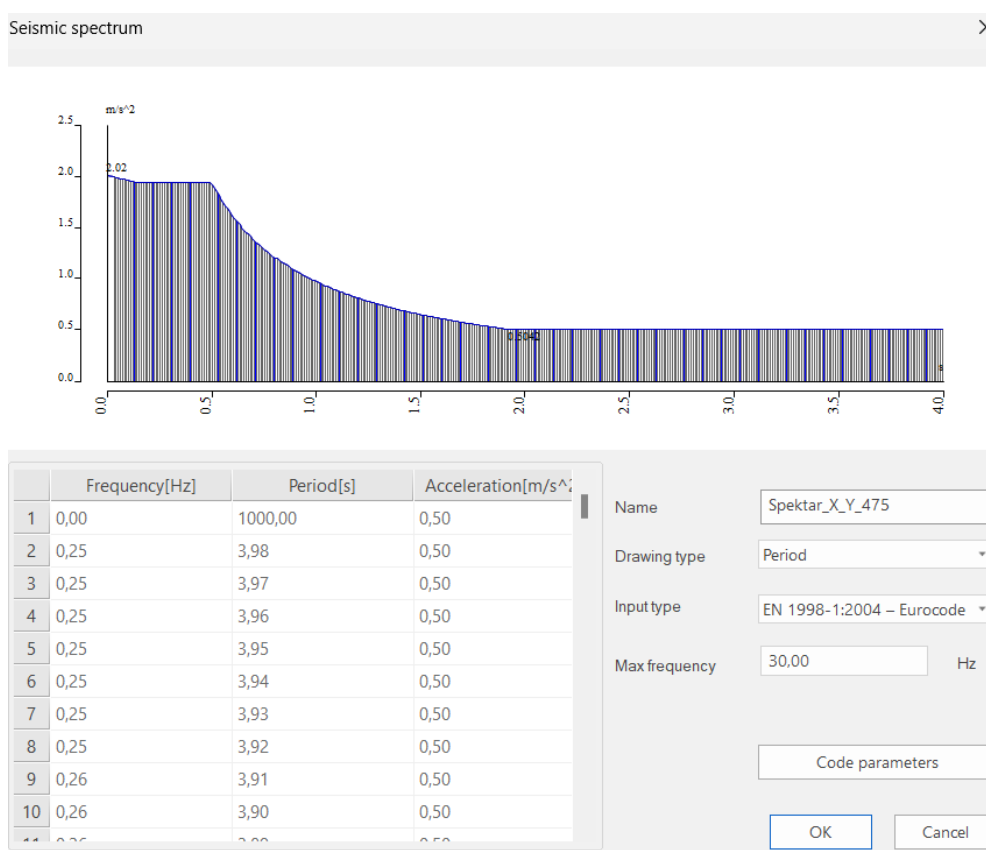 Seismic spectrum
m/s^2
2.5
2.02
2.0
1.5
1.0
0.5
0.5042
0.0
s
0.0 0.5 1.0 1.5 2.0 2.5 3.0 3.5 4.0
Frequency[Hz] Period[s] Acceleration[m/s^2
1 0,00 1000,00 0,50
2 0,25 3,98 0,50
3 0,25 3,97 0,50
4 0,25 3,96 0,50
5 0,25 3,95 0,50
6 0,25 3,94 0,50
7 0,25 3,93 0,50
8 0,25 3,92 0,50
9 0,26 3,91 0,50
10 0,26 3,90 0,50
Name Spektar_X_Y_475
Drawing type Period
Input type EN 1998-1:2004 – Eurocode
Max frequency 30,00 Hz
Code parameters
OK Cancel